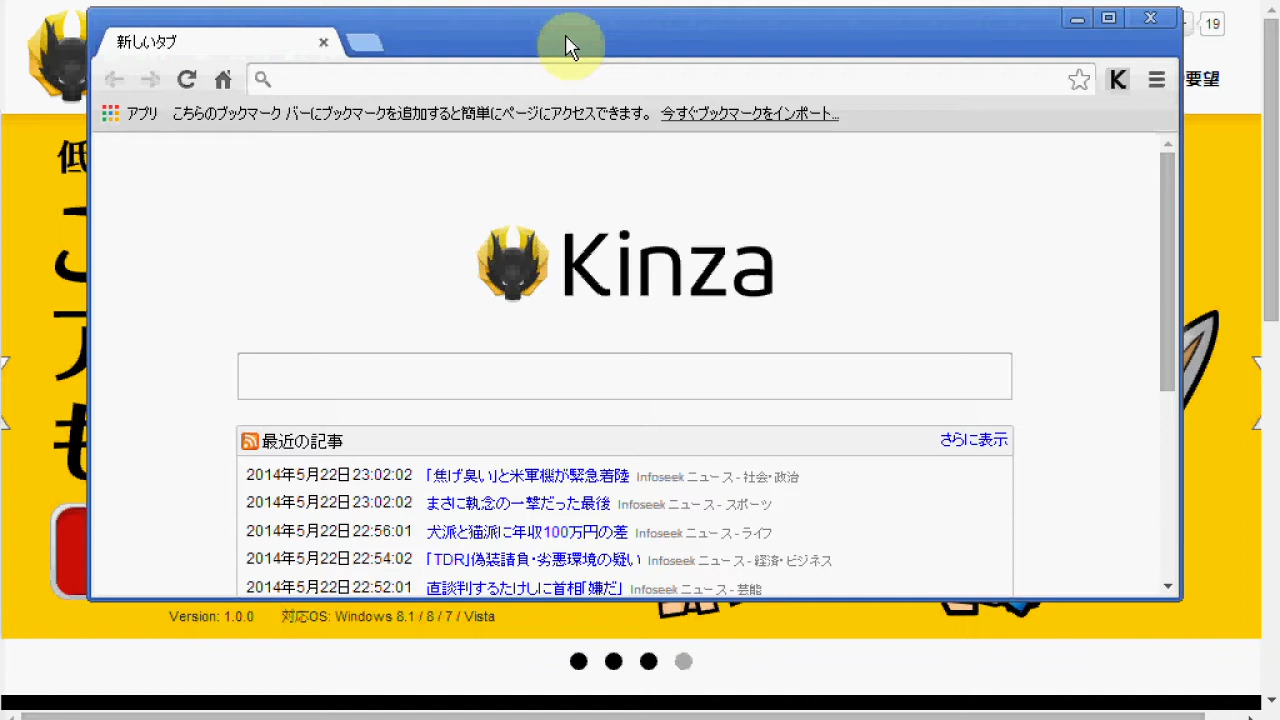 19
新しいタブ
K
要望
アプリ こちらのブックマーク バーにブックマークを追加すると簡単にページにアクセスできます。 今すぐブックマークをインポート...
低
こ
も
Kinza
最近の記事 さらに表示
2014年5月22日23:02:02 「焦げ臭い」と米軍機が緊急着陸 Infoseek ニュース - 社会・政治
2014年5月22日23:02:02 まさに執念の一撃だった最後 Infoseek ニュース - スポーツ
2014年5月22日22:56:01 犬派と猫派に年収100万円の差 Infoseek ニュース - ライフ
2014年5月22日22:54:02 「TDR」偽装請負・劣悪環境の疑い Infoseek ニュース - 経済・ビジネス
2014年5月22日22:52:01 直談判するたけしに首相「嫌だ」 Infoseek ニュース - 芸能
Version: 1.0.0 対応OS: Windows 8.1 / 8 / 7 / Vista